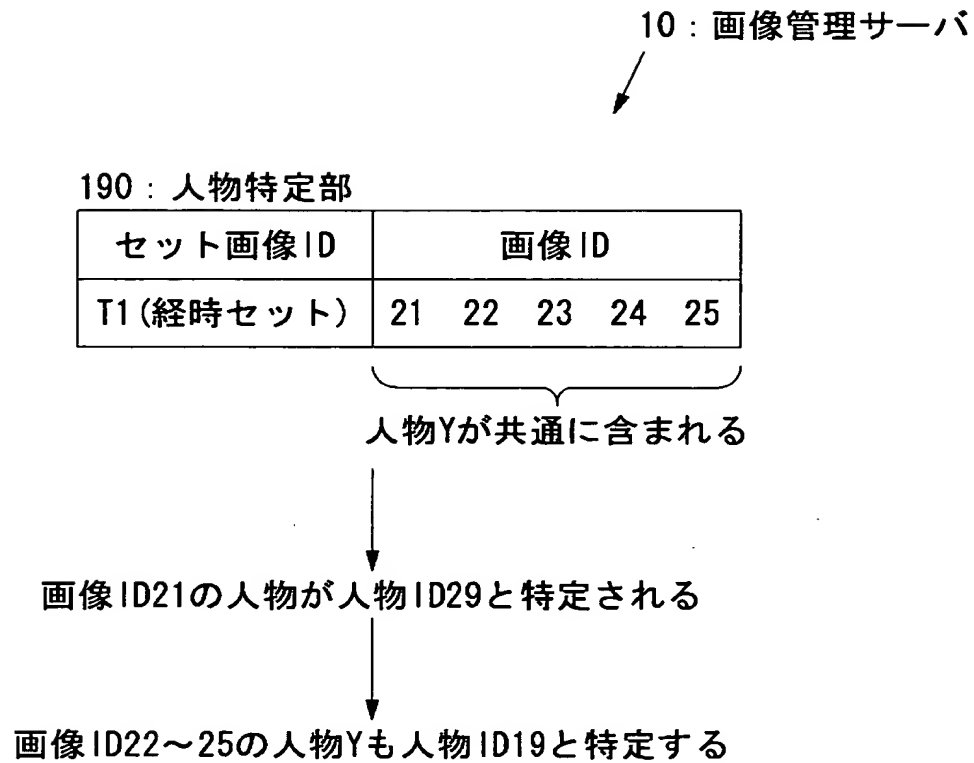 10:画像管理サーバ
190:人物特定部
セット画像ID 画像ID
T1(経時セット) 21 22 23 24 25
人物Yが共通に含まれる
画像ID21の人物が人物ID29と特定される
画像ID22～25の人物Yも人物ID19と特定する